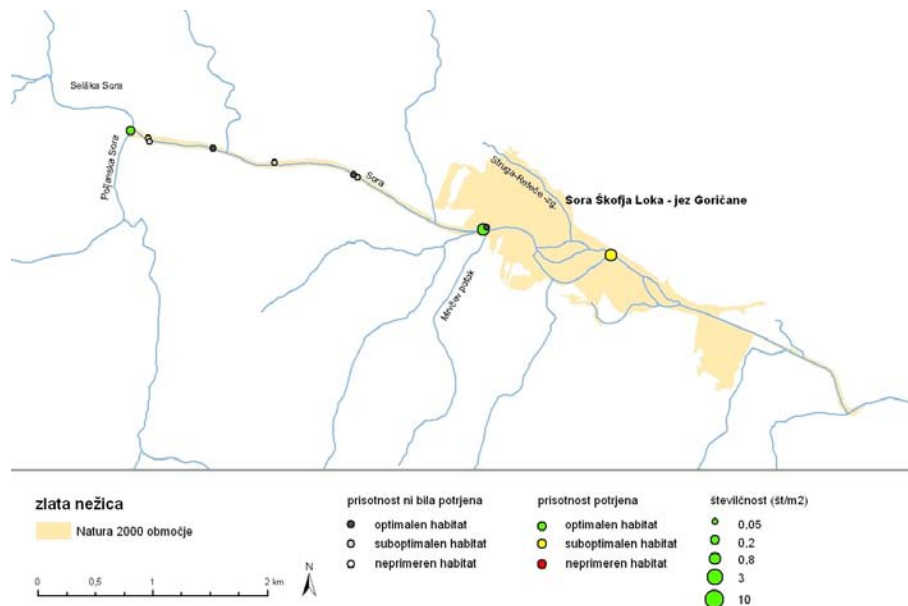 Selška Sora
Poljanska Sora
Sora
Struga-Reteče -zg.
Sora Škofja Loka - jez Goričane
Mrvčev potok
zlata nežica
Natura 2000 območje
0 0,5 1 2 km
N
prisotnost ni bila potrjena
optimalen habitat
suboptimalen habitat
neprimeren habitat
prisotnost potrjena
optimalen habitat
suboptimalen habitat
neprimeren habitat
številčnost (št/m2)
0,05
0,2
0,8
3
10